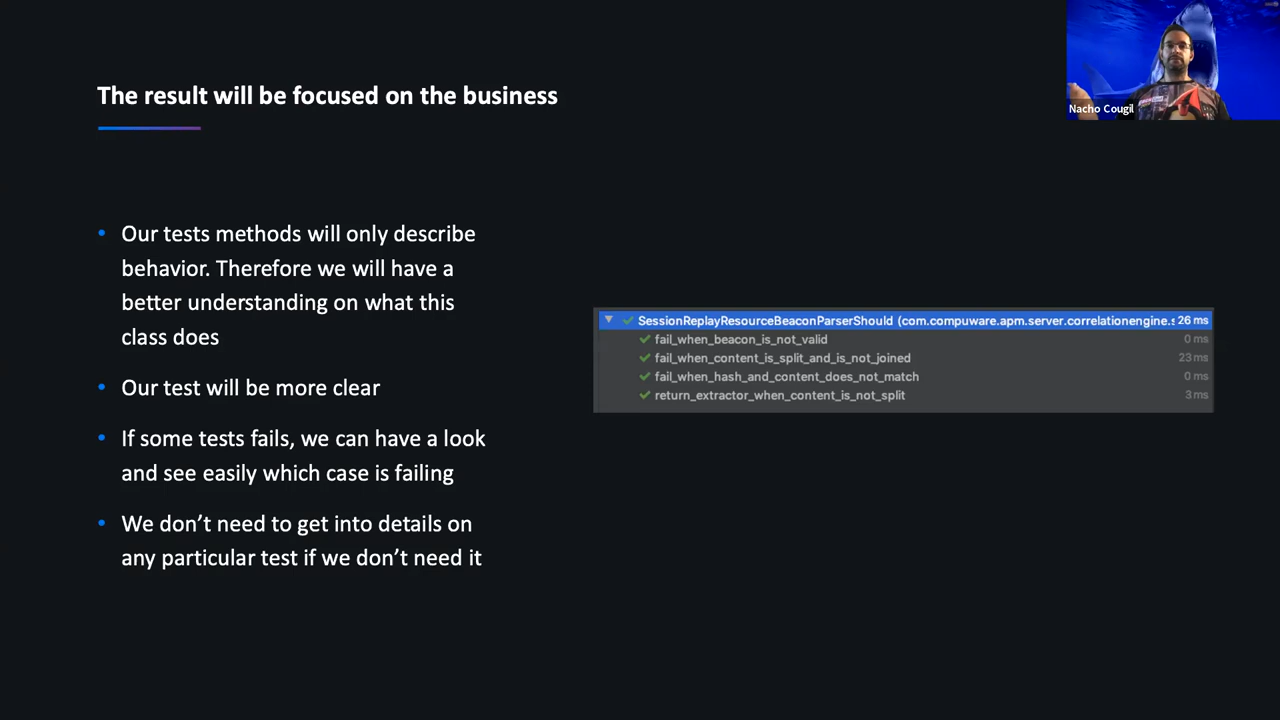 The result will be focused on the business
Nacho Cougil
• Our tests methods will only describe
behavior. Therefore we will have a
better understanding on what this
class does
• Our test will be more clear
• If some tests fails, we can have a look
and see easily which case is failing
• We don’t need to get into details on
any particular test if we don’t need it
SessionReplayResourceBeaconParserShould (com.compuware.apm.server.correlationengine.s 26 ms
fail_when_beacon_is_not_valid 0 ms
fail_when_content_is_split_and_is_not_joined 23 ms
fail_when_hash_and_content_does_not_match 0 ms
return_extractor_when_content_is_not_split 3 ms